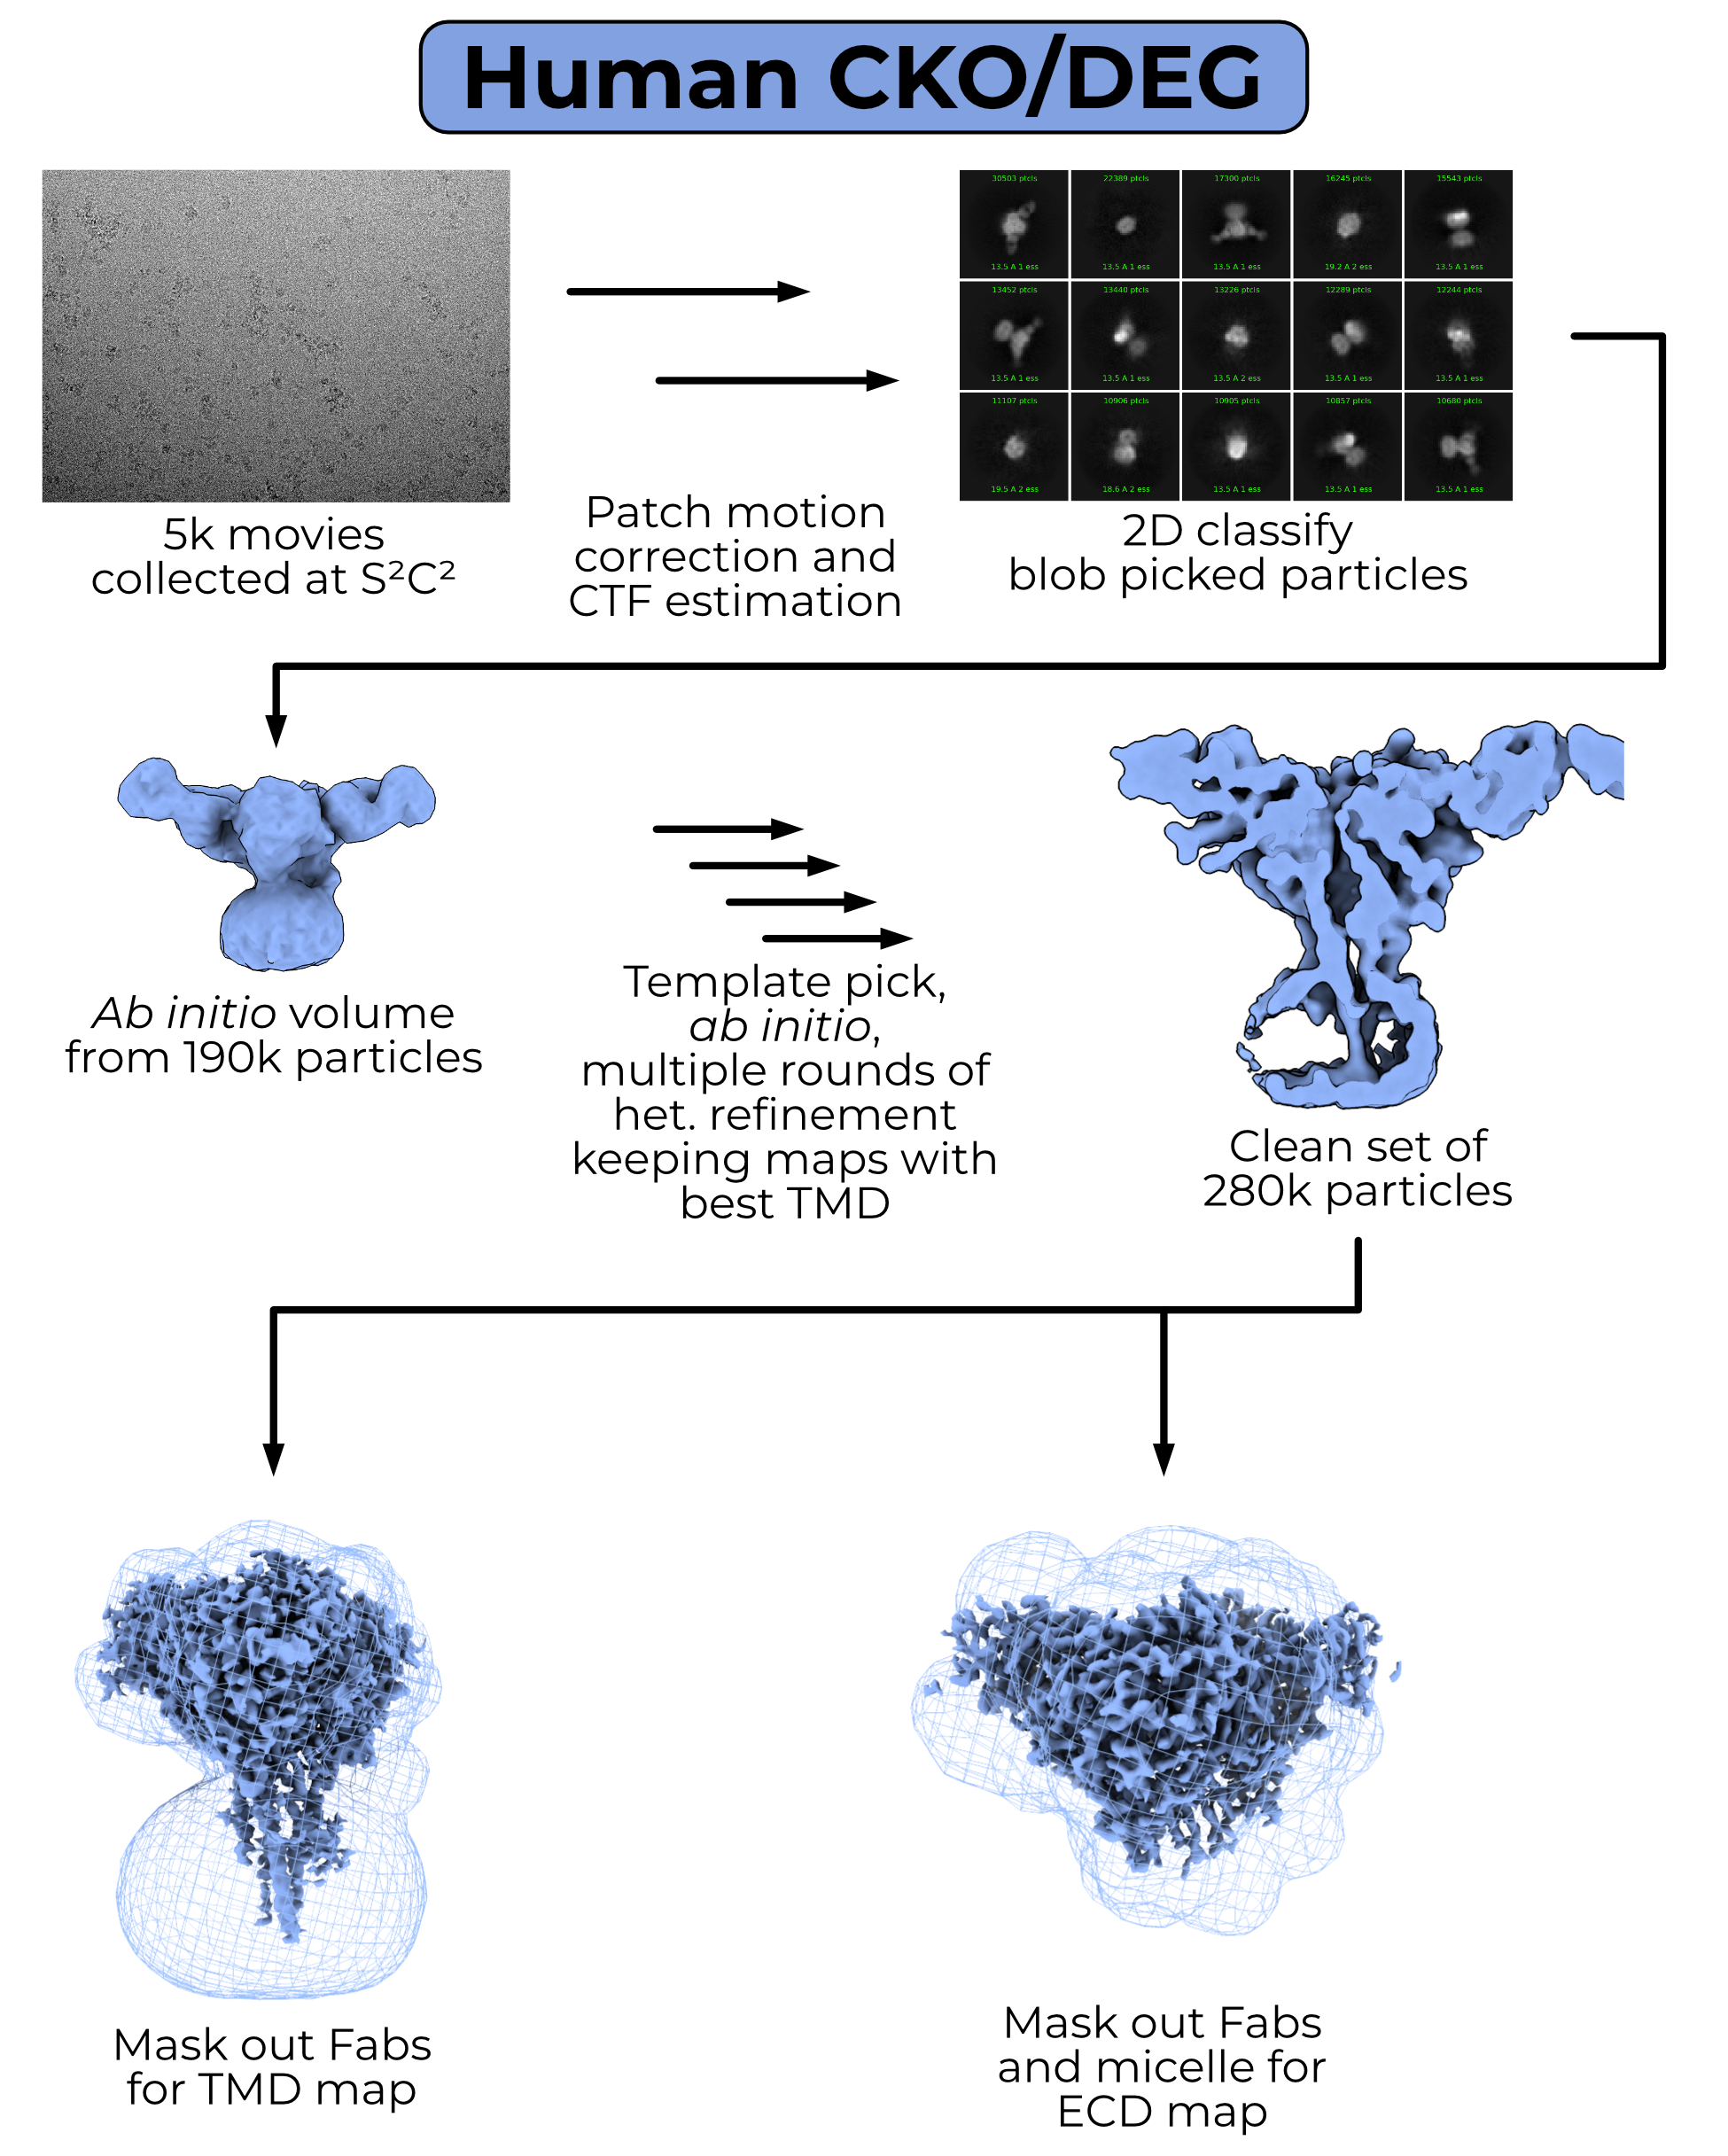 Human CKO/DEG
30503 ptcls
22389 ptcls
17300 ptcls
16245 ptcls
15543 ptcls
13.5 A 1 ess
13.5 A 1 ess
13.5 A 1 ess
19.2 A 2 ess
13.5 A 1 ess
13452 ptcls
13440 ptcls
13226 ptcls
12289 ptcls
12244 ptcls
13.5 A 1 ess
13.5 A 1 ess
13.5 A 2 ess
13.5 A 1 ess
13.5 A 1 ess
11107 ptcls
10906 ptcls
10905 ptcls
10857 ptcls
10680 ptcls
19.5 A 2 ess
18.6 A 2 ess
13.5 A 1 ess
13.5 A 1 ess
13.5 A 1 ess
5k movies
collected at S²C²
Patch motion
correction and
CTF estimation
2D classify
blob picked particles
Ab initio volume
from 190k particles
Template pick,
ab initio,
multiple rounds of
het. refinement
keeping maps with
best TMD
Clean set of
280k particles
Mask out Fabs
for TMD map
Mask out Fabs
and micelle for
ECD map